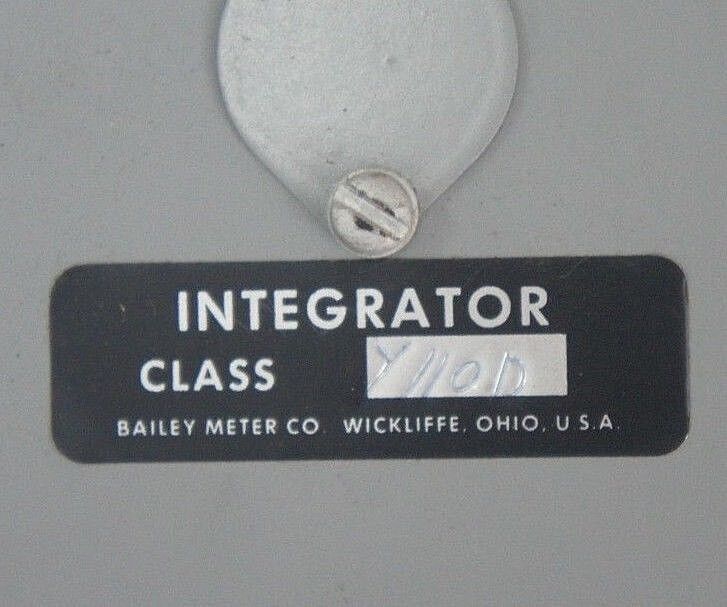 INTEGRATOR
CLASS Y110D
BAILEY METER CO. WICKLIFFE, OHIO, U.S.A.